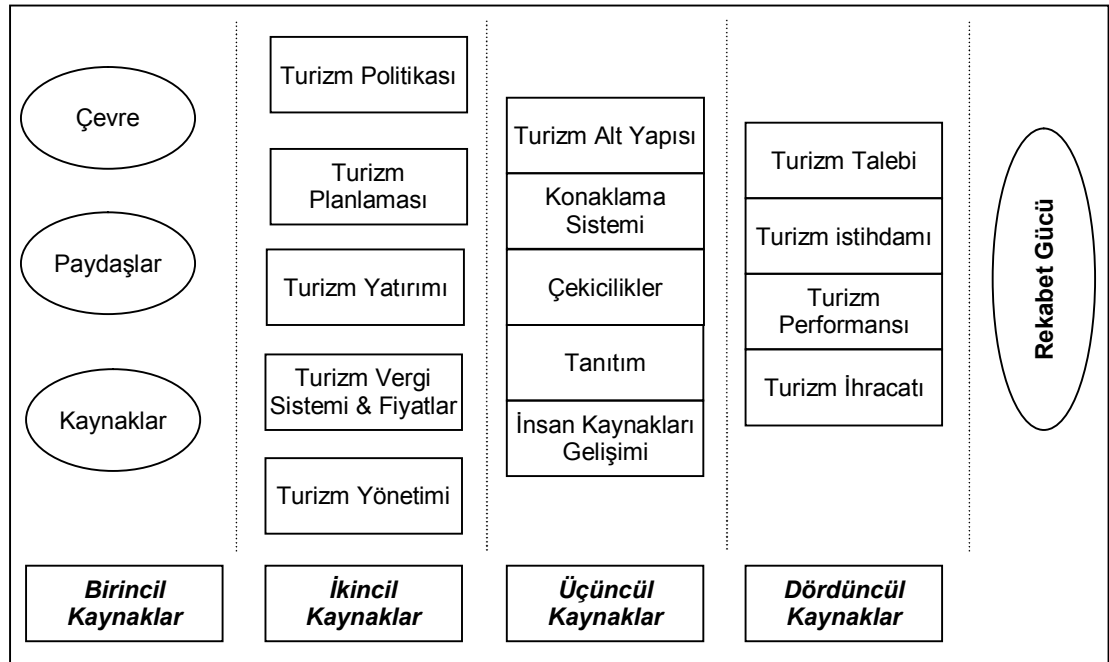 Çevre
Paydaşlar
Kaynaklar
Birincil
Kaynaklar
Turizm Politikası
Turizm
Planlaması
Turizm Yatırımı
Turizm Vergi
Sistemi & Fiyatlar
Turizm Yönetimi
İkincil
Kaynaklar
Turizm Alt Yapısı
Konaklama
Sistemi
Çekicilikler
Tanıtım
İnsan Kaynakları
Gelişimi
Üçüncül
Kaynaklar
Turizm Talebi
Turizm istihdamı
Turizm
Performansı
Turizm İhracatı
Dördüncül
Kaynaklar
Rekabet Gücü